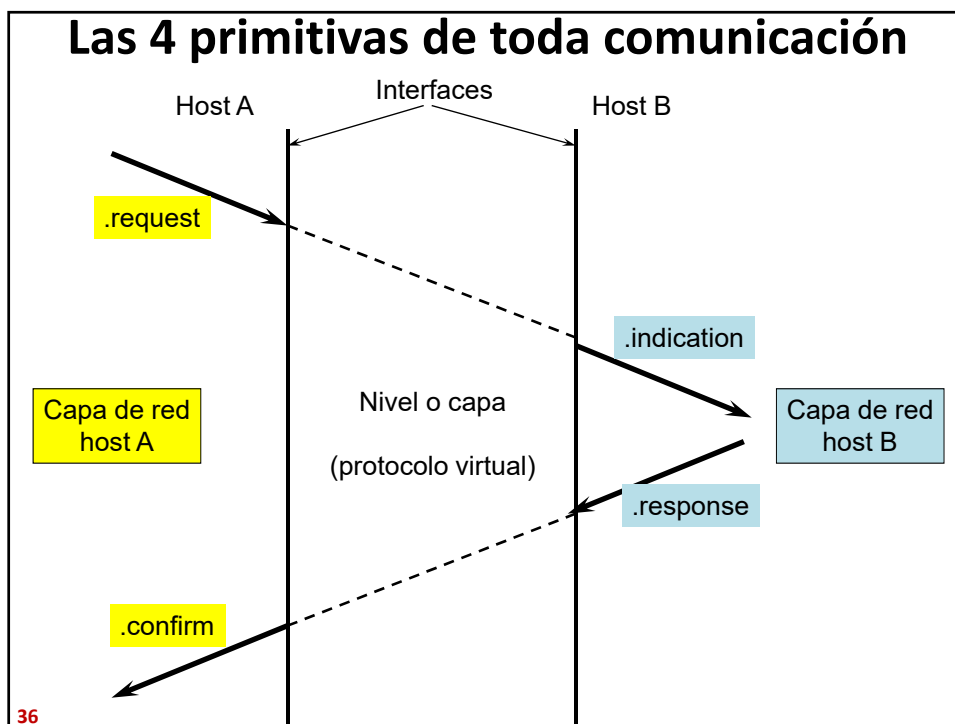 Las 4 primitivas de toda comunicación
Interfaces
Host A
Host B
.request
.indication
Capa de red
host A
Nivel o capa
(protocolo virtual)
Capa de red
host B
.response
.confirm
36